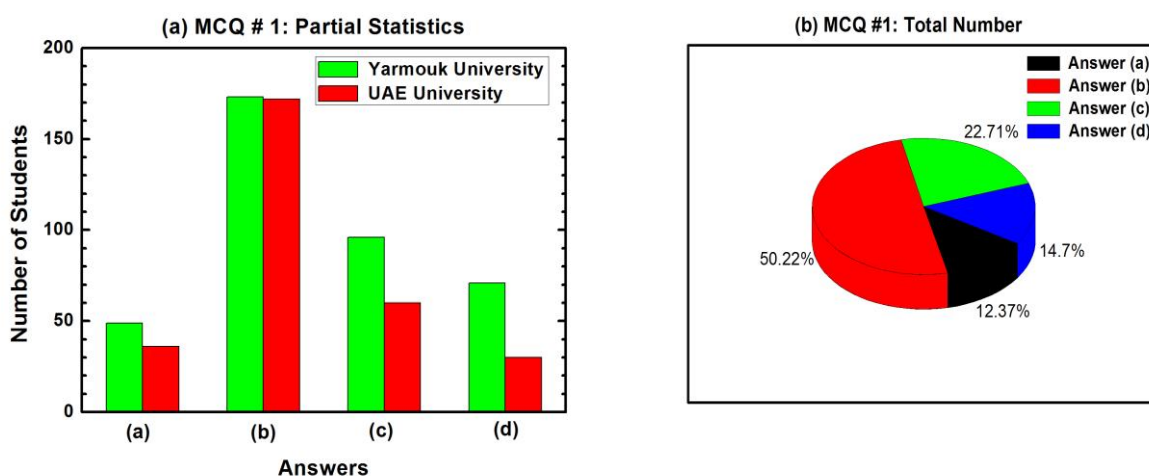 (a) MCQ # 1: Partial Statistics
200
150
100
50
0
Number of Students
Yarmouk University
UAE University
(a)
(b)
(c)
(d)
Answers
(b) MCQ #1: Total Number
Answer (a)
Answer (b)
Answer (c)
Answer (d)
22.71%
50.22%
14.7%
12.37%